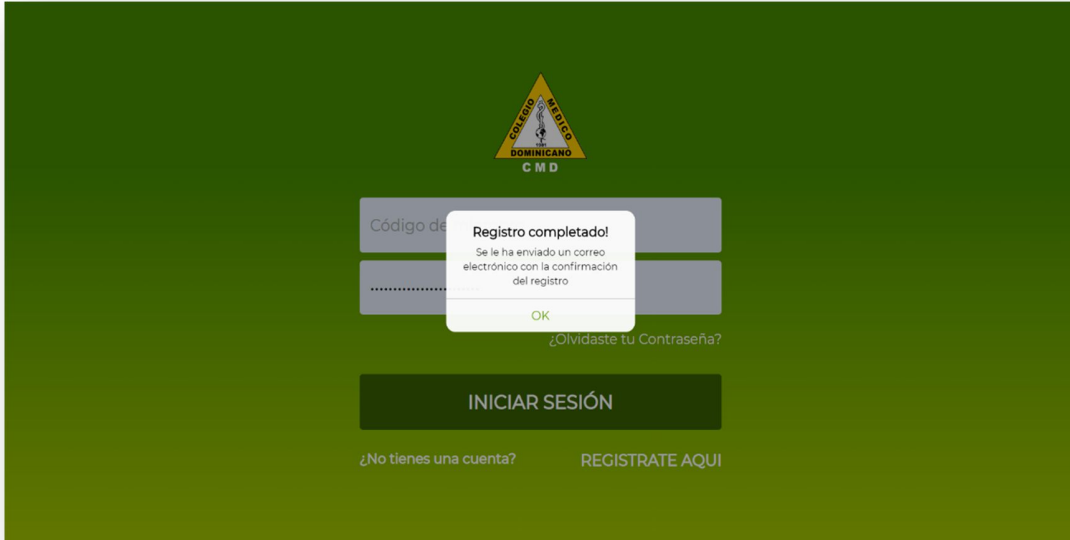 COLEGIO MEDICO
DOMINICANO
CMD
Código de
Registro completado!
Se le ha enviado un correo
electrónico con la confirmación
del registro
OK
¿Olvidaste tu Contraseña?
INICIAR SESIÓN
¿No tienes una cuenta? REGISTRATE AQUI